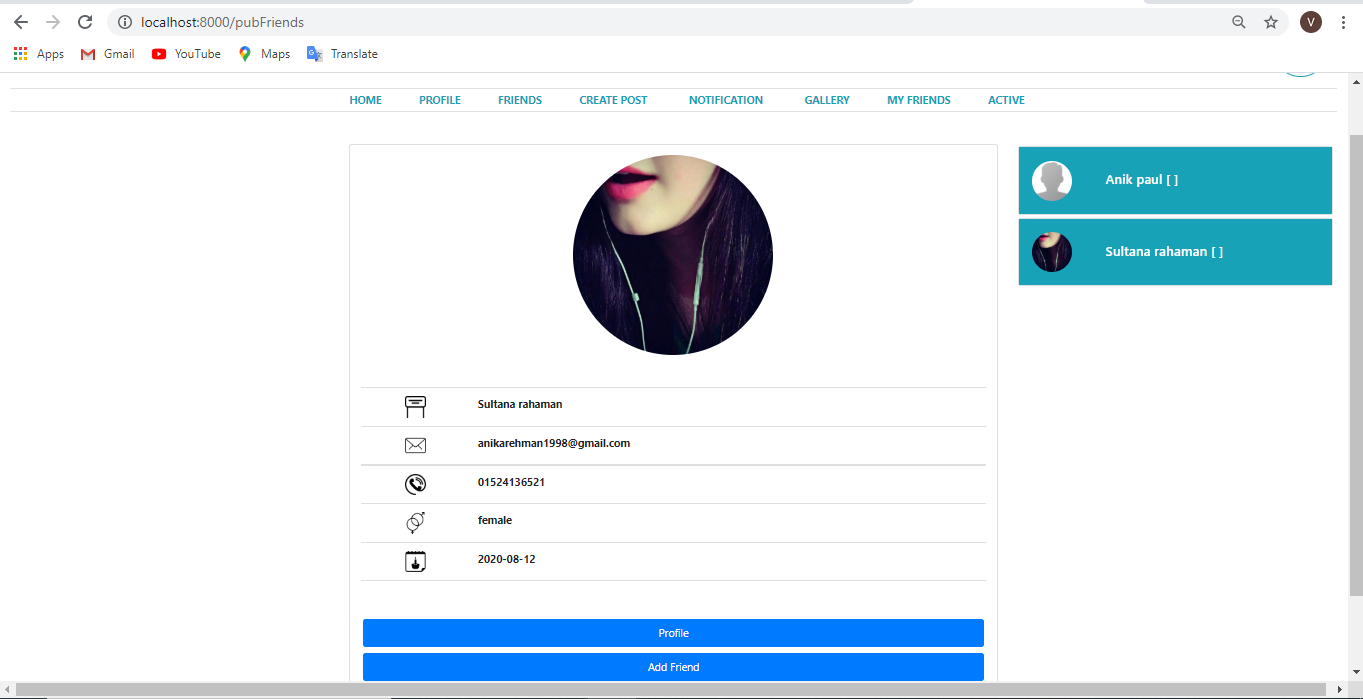 localhost:8000/pubFriends
V
Apps Gmail YouTube Maps Translate
HOME PROFILE FRIENDS CREATE POST NOTIFICATION GALLERY MY FRIENDS ACTIVE
Anik paul [ ]
Sultana rahaman [ ]
Sultana rahaman
anikarehman1998@gmail.com
01524136521
female
2020-08-12
Profile
Add Friend